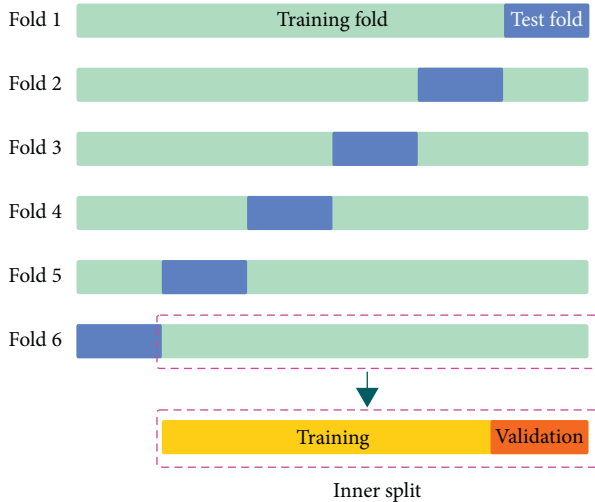 Fold 1
Training fold
Test fold
Fold 2
Fold 3
Fold 4
Fold 5
Fold 6
Training
Validation
Inner split